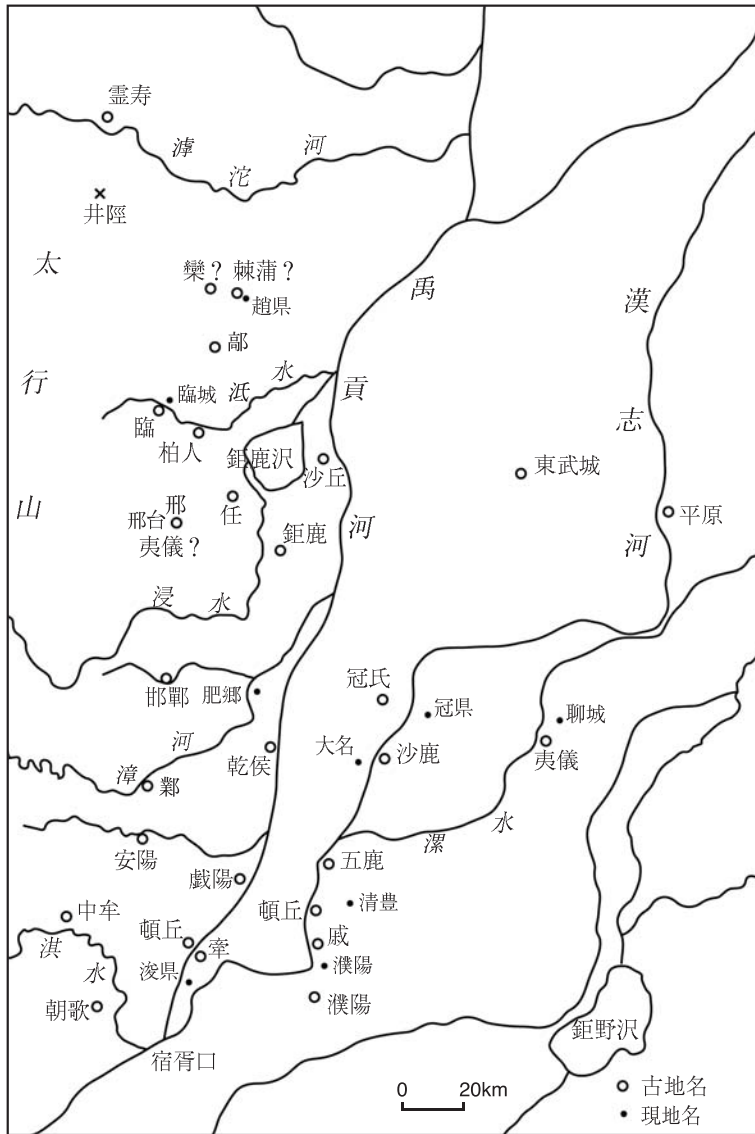 霊寿
滹沱河
井陘
太行山
欒？
棘蒲？
趙県
鄗
禹貢河
漢志河
臨城
泜水
臨
柏人
鉅鹿沢
沙丘
東武城
邢
邢台
夷儀？
任
鉅鹿
平原
浸水
邯鄲
肥郷
冠氏
冠県
聊城
夷儀
漳河
乾侯
大名
沙鹿
鄴
漯水
安陽
戯陽
五鹿
清豊
中牟
頓丘
頓丘
戚
淇水
牽
浚県
濮陽
濮陽
朝歌
宿胥口
鉅野沢
0 20km
古地名
現地名